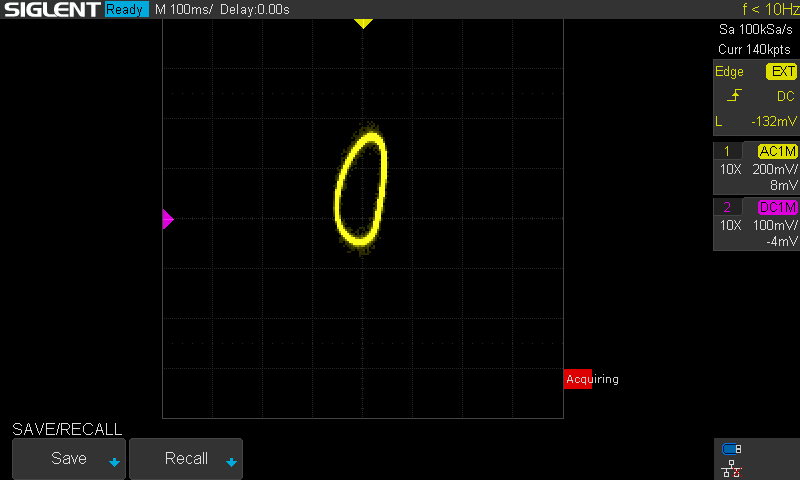 SIGLENT Ready M 100ms/ Delay:0.00s f < 10Hz
Sa 100kSa/s
Curr 140kpts
Edge EXT
DC
L -132mV
1 AC1M
10X 200mV/
8mV
2 DC1M
10X 100mV/
-4mV
Acquiring
SAVE/RECALL
Save Recall